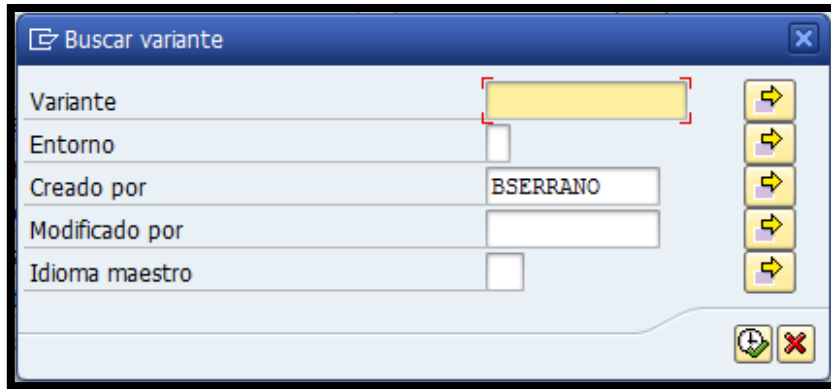 Buscar variante
Variante
Entorno
Creado por BSERRANO
Modificado por
Idioma maestro